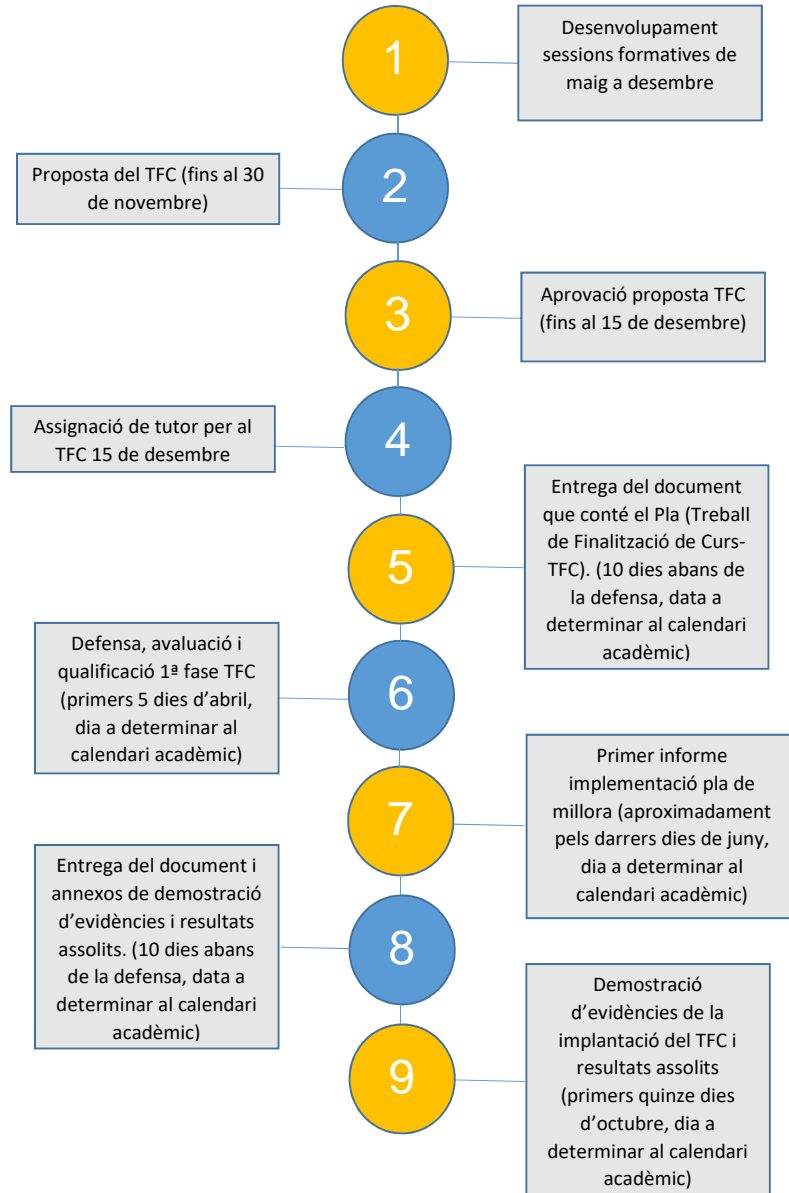 1
Desenvolupament
sessions formatives de
maig a desembre
2
Proposta del TFC (fins al 30
de novembre)
3
Aprovació proposta TFC
(fins al 15 de desembre)
4
Assignació de tutor per al
TFC 15 de desembre
5
Entrega del document
que conté el Pla (Treball
de Finalització de Curs-
TFC). (10 dies abans de
la defensa, data a
determinar al calendari
acadèmic)
6
Defensa, avaluació i
qualificació 1ª fase TFC
(primers 5 dies d’abril,
dia a determinar al
calendari acadèmic)
7
Primer informe
implementació pla de
millora (aproximadament
pels darrers dies de juny,
dia a determinar al
calendari acadèmic)
8
Entrega del document i
annexos de demostració
d’evidències i resultats
assolits. (10 dies abans
de la defensa, data a
determinar al calendari
acadèmic)
9
Demostració
d’evidències de la
implantació del TFC i
resultats assolits
(primers quinze dies
d’octubre, dia a
determinar al calendari
acadèmic)